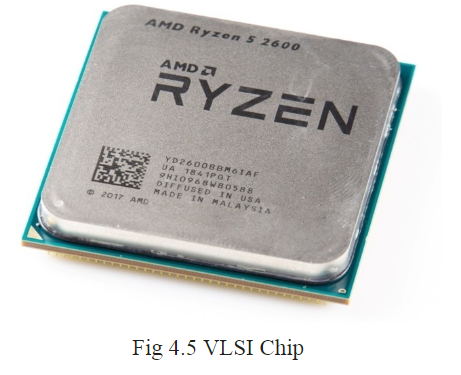 AMD Ryzen 5 2600
AMD
RYZEN
YD2600BBM6IAF
UA 1841PGT
9HI0968W80588
DIFFUSED IN USA
MADE IN MALAYSIA
© 2017 AMD
Fig 4.5 VLSI Chip